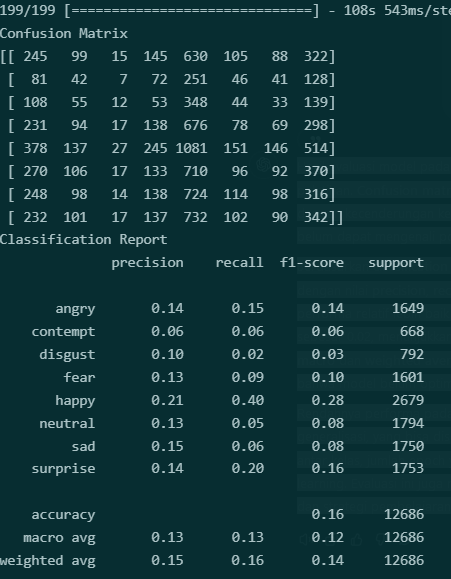 199/199 [==============================] - 108s 543ms/ste
Confusion Matrix
[[ 245 99 15 145 630 105 88 322]
[ 81 42 7 72 251 46 41 128]
[ 108 55 12 53 348 44 33 139]
[ 231 94 17 138 676 78 69 298]
[ 378 137 27 245 1081 151 146 514]
[ 270 106 17 133 710 96 92 370]
[ 248 98 14 138 724 114 98 316]
[ 232 101 17 137 732 102 90 342]]
Classification Report
precision recall f1-score support
angry 0.14 0.15 0.14 1649
contempt 0.06 0.06 0.06 668
disgust 0.10 0.02 0.03 792
fear 0.13 0.09 0.10 1601
happy 0.21 0.40 0.28 2679
neutral 0.13 0.05 0.08 1794
sad 0.15 0.06 0.08 1750
surprise 0.14 0.20 0.16 1753
accuracy 0.16 12686
macro avg 0.13 0.13 0.12 12686
weighted avg 0.15 0.16 0.14 12686